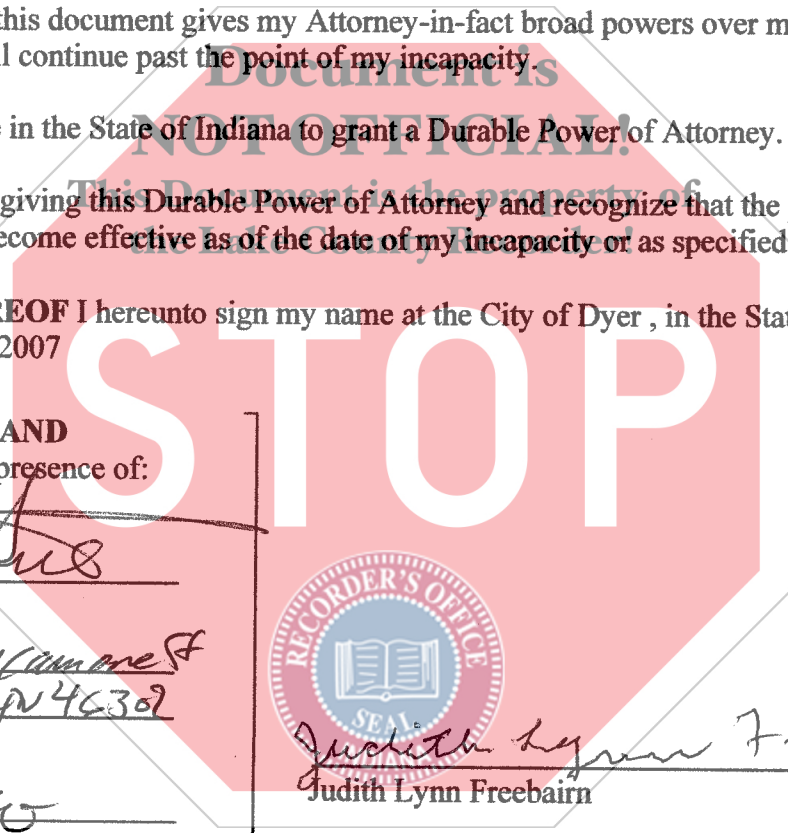 this document gives my Attorney-in-fact broad powers over m
l continue past the point of my incapacity.
Document is
in the State of Indiana to grant a Durable Power of Attorney.
NOT OFFICIAL!
giving this Durable Power of Attorney and recognize that the
This Document is the property of
ecome effective as of the date of my incapacity or as specified
the Lake County Recorder!
EOF I hereunto sign my name at the City of Dyer , in the Stat
2007
STOP
AND
presence of:
RECORDER'S OFFICE
SEAL
INDIANA
Judith Lynn F
Judith Lynn Freebairn